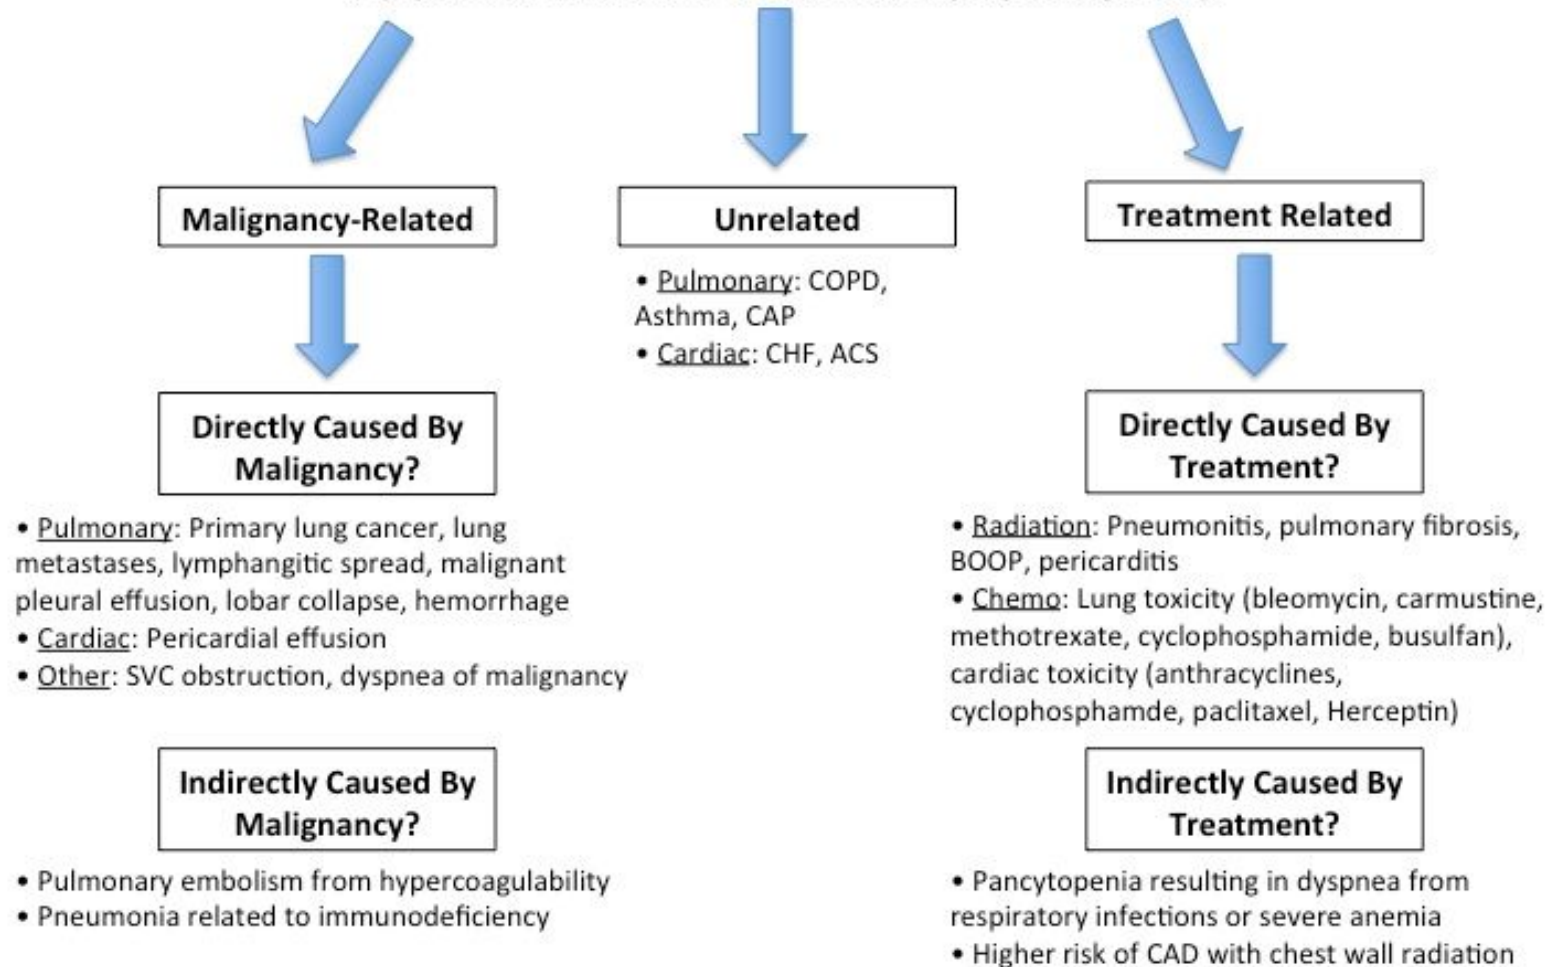 Malignancy-Related
Unrelated
Treatment Related
• Pulmonary: COPD,
Asthma, CAP
• Cardiac: CHF, ACS
Directly Caused By
Malignancy?
• Pulmonary: Primary lung cancer, lung
metastases, lymphangitic spread, malignant
pleural effusion, lobar collapse, hemorrhage
• Cardiac: Pericardial effusion
• Other: SVC obstruction, dyspnea of malignancy
Indirectly Caused By
Malignancy?
• Pulmonary embolism from hypercoagulability
• Pneumonia related to immunodeficiency
Directly Caused By
Treatment?
• Radiation: Pneumonitis, pulmonary fibrosis,
BOOP, pericarditis
• Chemo: Lung toxicity (bleomycin, carmustine,
methotrexate, cyclophosphamide, busulfan),
cardiac toxicity (anthracyclines,
cyclophosphamde, paclitaxel, Herceptin)
Indirectly Caused By
Treatment?
• Pancytopenia resulting in dyspnea from
respiratory infections or severe anemia
• Higher risk of CAD with chest wall radiation